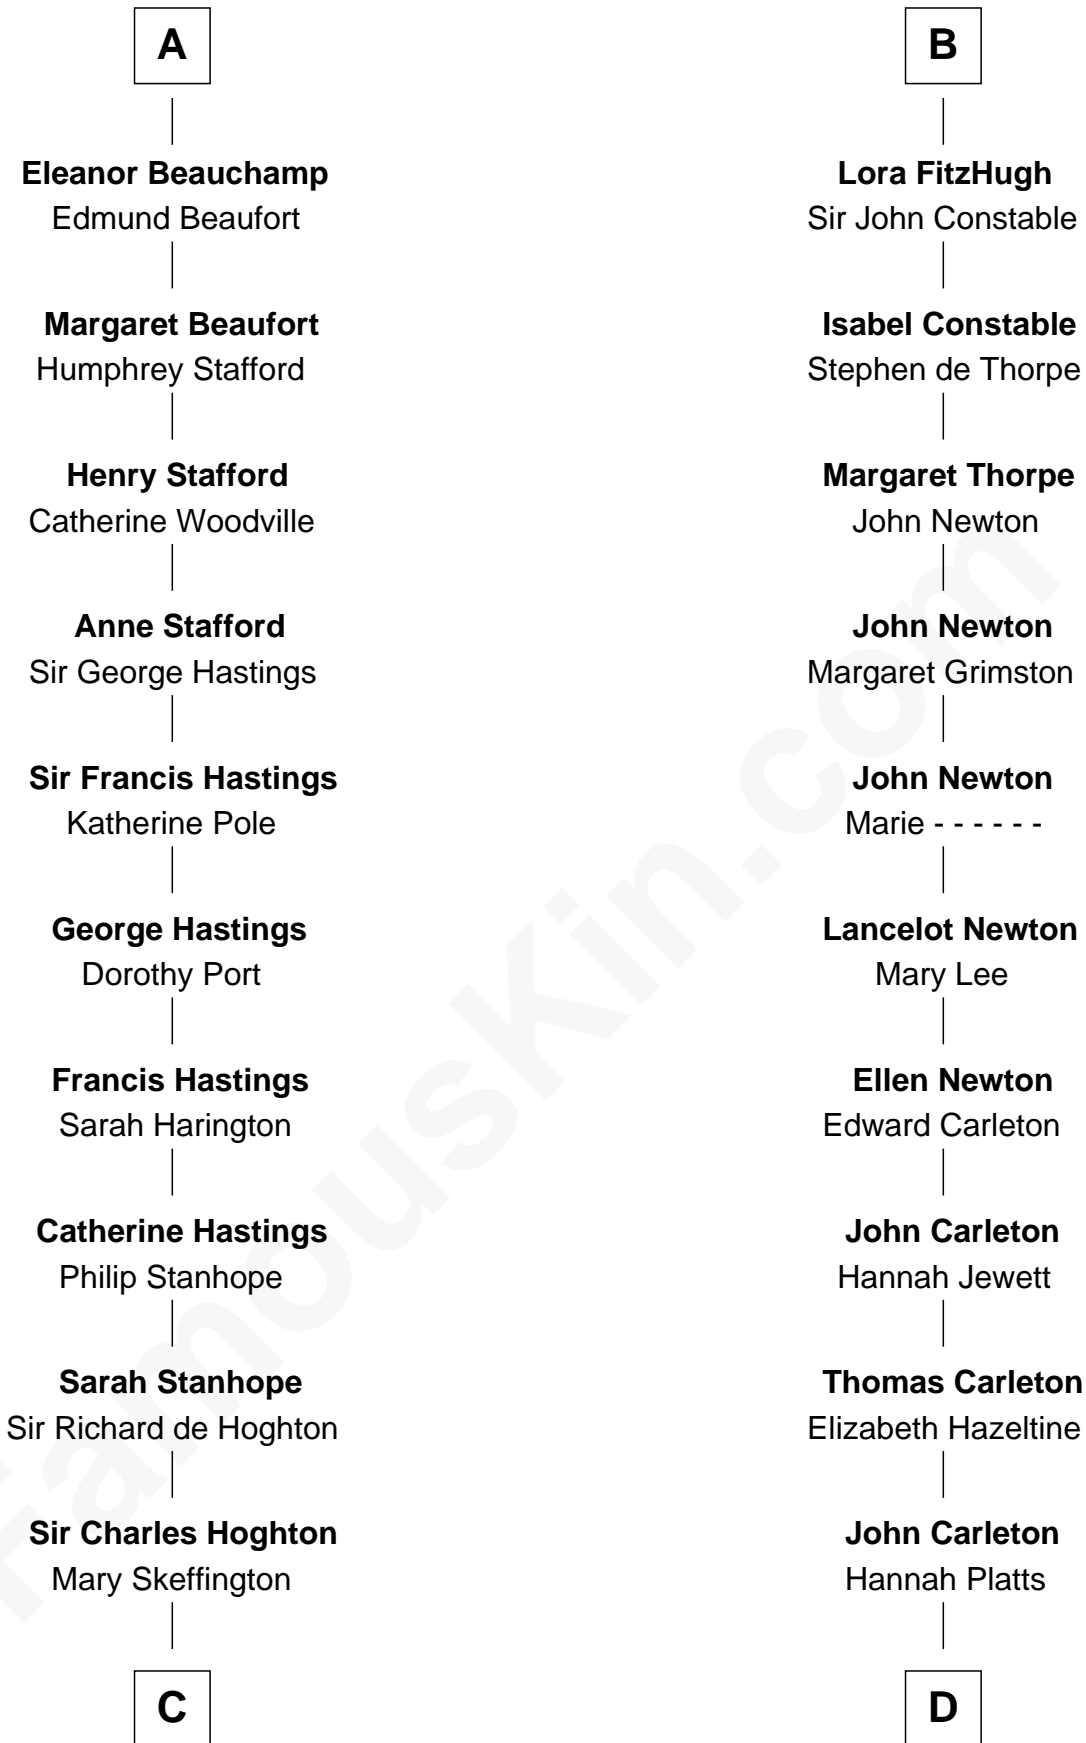 A
Eleanor Beauchamp
Edmund Beaufort
Margaret Beaufort
Humphrey Stafford
Henry Stafford
Catherine Woodville
Anne Stafford
Sir George Hastings
Sir Francis Hastings
Katherine Pole
George Hastings
Dorothy Port
Francis Hastings
Sarah Harington
Catherine Hastings
Philip Stanhope
Sarah Stanhope
Sir Richard de Hoghton
Sir Charles Hoghton
Mary Skeffington
C
B
Lora FitzHugh
Sir John Constable
Isabel Constable
Stephen de Thorpe
Margaret Thorpe
John Newton
John Newton
Margaret Grimston
John Newton
Marie - - - - - -
Lancelot Newton
Mary Lee
Ellen Newton
Edward Carleton
John Carleton
Hannah Jewett
Thomas Carleton
Elizabeth Hazeltine
John Carleton
Hannah Platts
D
FamousKin.com